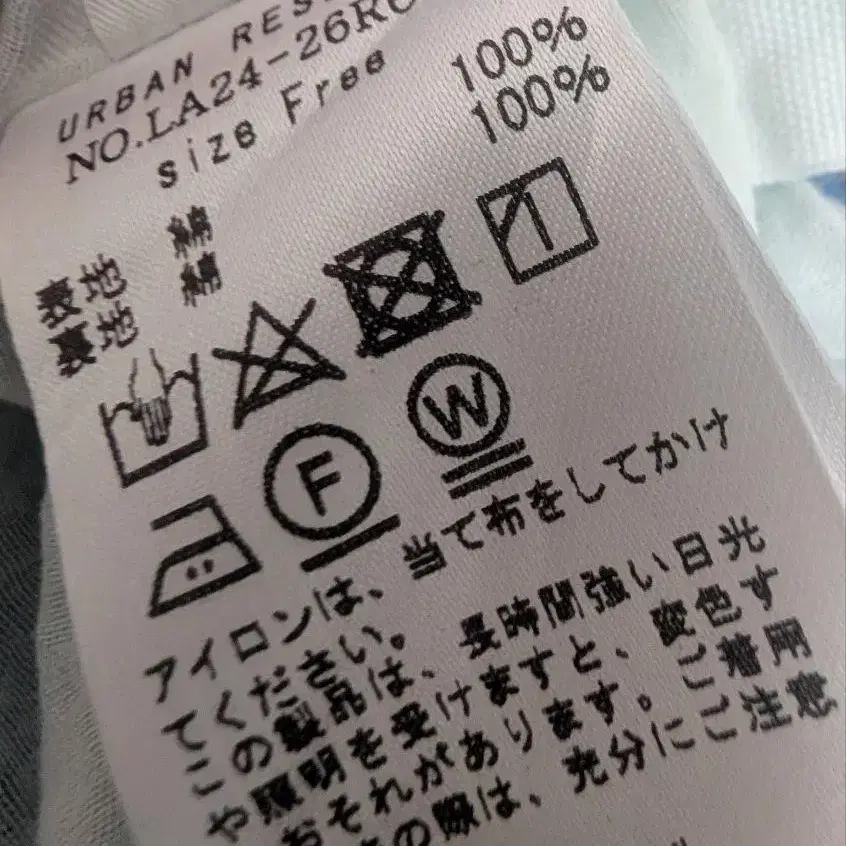 URBAN RES
NO.LA24-26R
size Free
表地 綿 100%
裏地 綿 100%
F
W
アイロンは、当て布をしてかけ
てください。
この製品は、長時間強い日光
や照明を受けますと、変色す
おそれがあります。ご着用
の際は、充分にご注意